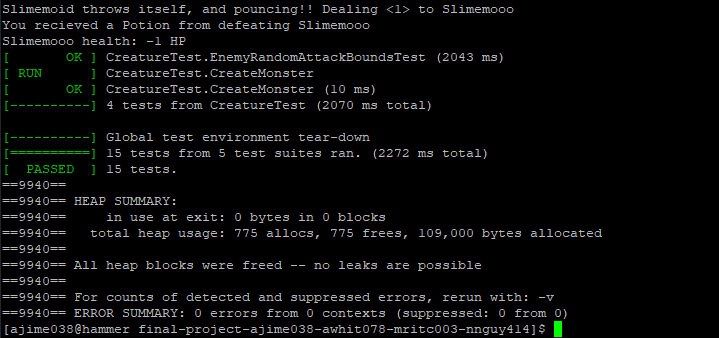 Slimemoid throws itself, and pouncing!! Dealing <1> to Slimemooo
You recieved a Potion from defeating Slimemooo
Slimemooo health: -1 HP
[       OK ] CreatureTest.EnemyRandomAttackBoundsTest (2043 ms)
[ RUN      ] CreatureTest.CreateMonster
[       OK ] CreatureTest.CreateMonster (10 ms)
[----------] 4 tests from CreatureTest (2070 ms total)

[----------] Global test environment tear-down
[==========] 15 tests from 5 test suites ran. (2272 ms total)
[  PASSED  ] 15 tests.
==9940==
==9940== HEAP SUMMARY:
==9940==     in use at exit: 0 bytes in 0 blocks
==9940==   total heap usage: 775 allocs, 775 frees, 109,000 bytes allocated
==9940==
==9940== All heap blocks were freed -- no leaks are possible
==9940==
==9940== For counts of detected and suppressed errors, rerun with: -v
==9940== ERROR SUMMARY: 0 errors from 0 contexts (suppressed: 0 from 0)
[ajime038@hammer final-project-ajime038-awhit078-mritc003-nnguy414]$